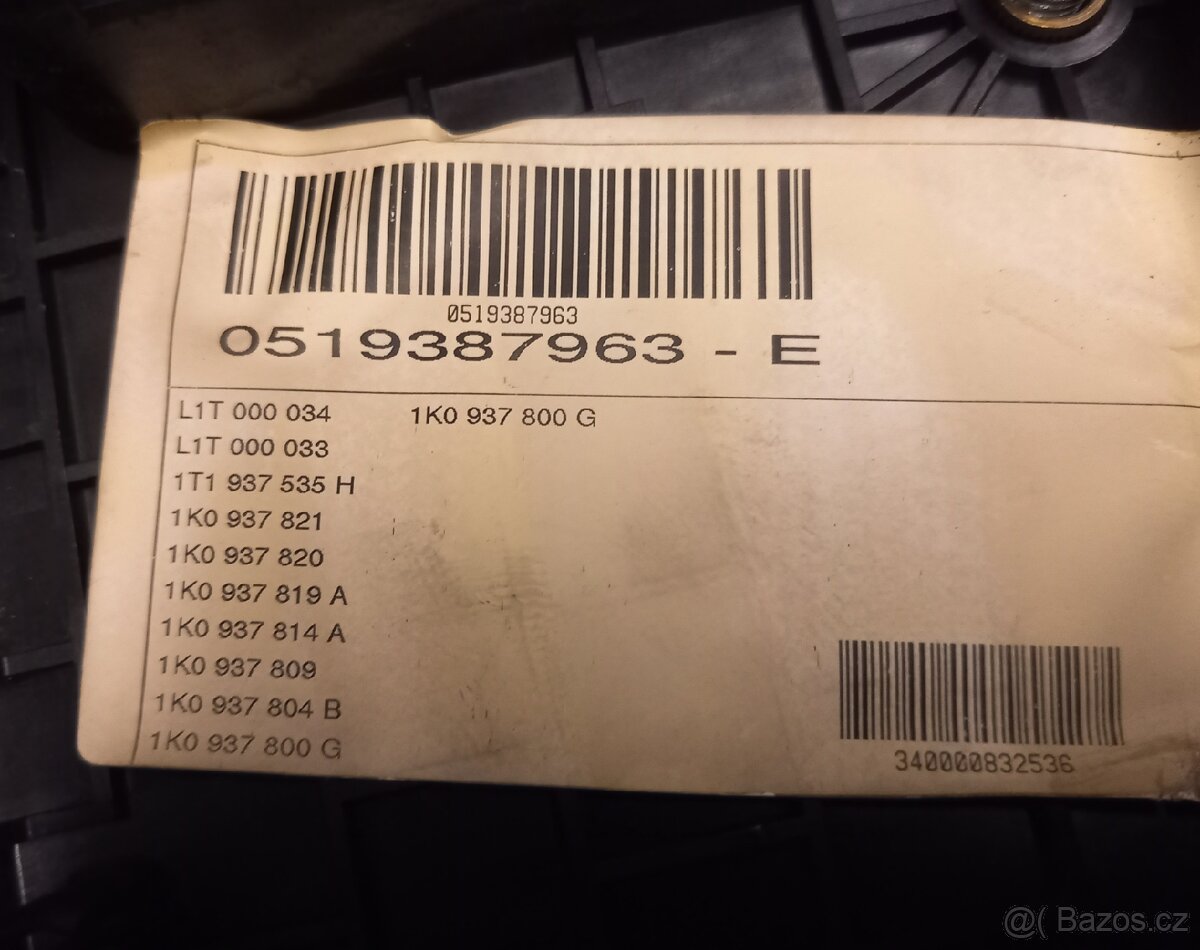 0519387963
0519387963 - E
L1T 000 034 1K0 937 800 G
L1T 000 033
1T1 937 535 H
1K0 937 821
1K0 937 820
1K0 937 819 A
1K0 937 814 A
1K0 937 809
1K0 937 804 B
1K0 937 800 G
340000832536
@( Bazos.cz